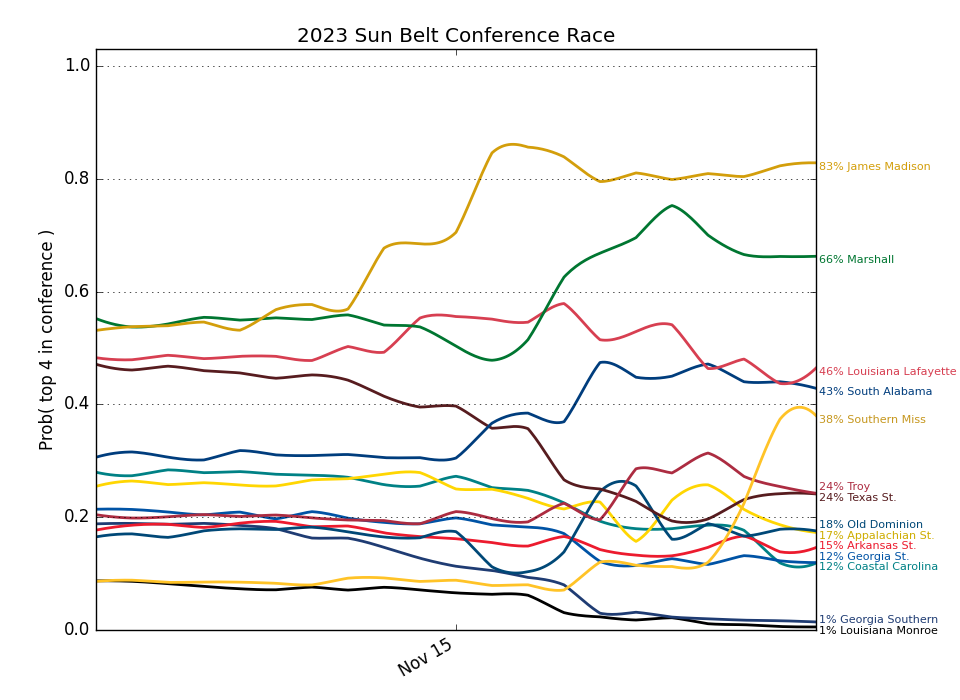 2023 Sun Belt Conference Race
Prob( top 4 in conference )
1.0
0.8
0.6
0.4
0.2
0.0
Nov 15
83% James Madison
66% Marshall
46% Louisiana Lafayette
43% South Alabama
38% Southern Miss
24% Troy
24% Texas St.
18% Old Dominion
17% Appalachian St.
15% Arkansas St.
12% Georgia St.
12% Coastal Carolina
1% Georgia Southern
1% Louisiana Monroe